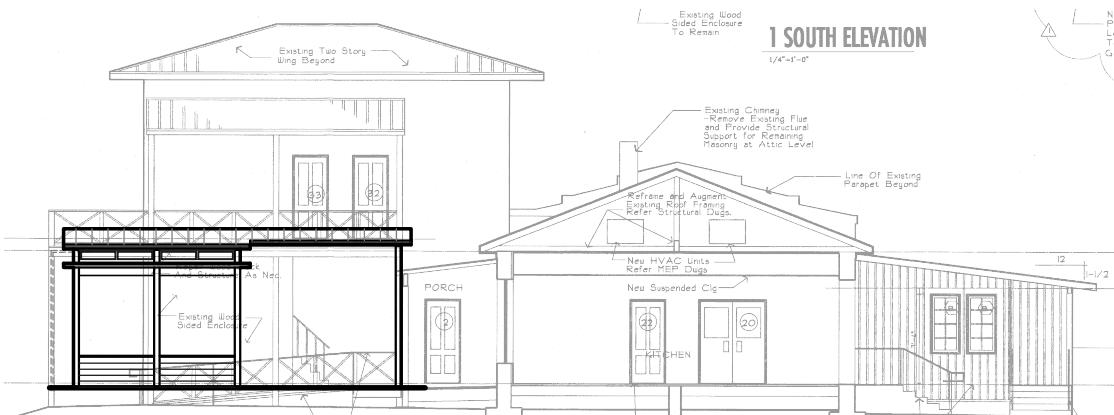 Existing Wood
Sided Enclosure
To Remain
1 SOUTH ELEVATION
1/4"=1'-0"
N
P
L
T
G
1
Existing Two Story
Wing Beyond
Existing Chimney
-Remove Existing Flue
and Provide Structural
Support for Remaining
Masonry at Attic Level
Line Of Existing
Parapet Beyond
33
32
Reframe and Augment
Existing Roof Framing
Refer Structural Dwgs.
New HVAC Units
Refer MEP Dwgs
New Suspended Clg
12
1-1/2
And Structure As Nec.
Existing Wood
Sided Enclosure
PORCH
2
22
20
KITCHEN